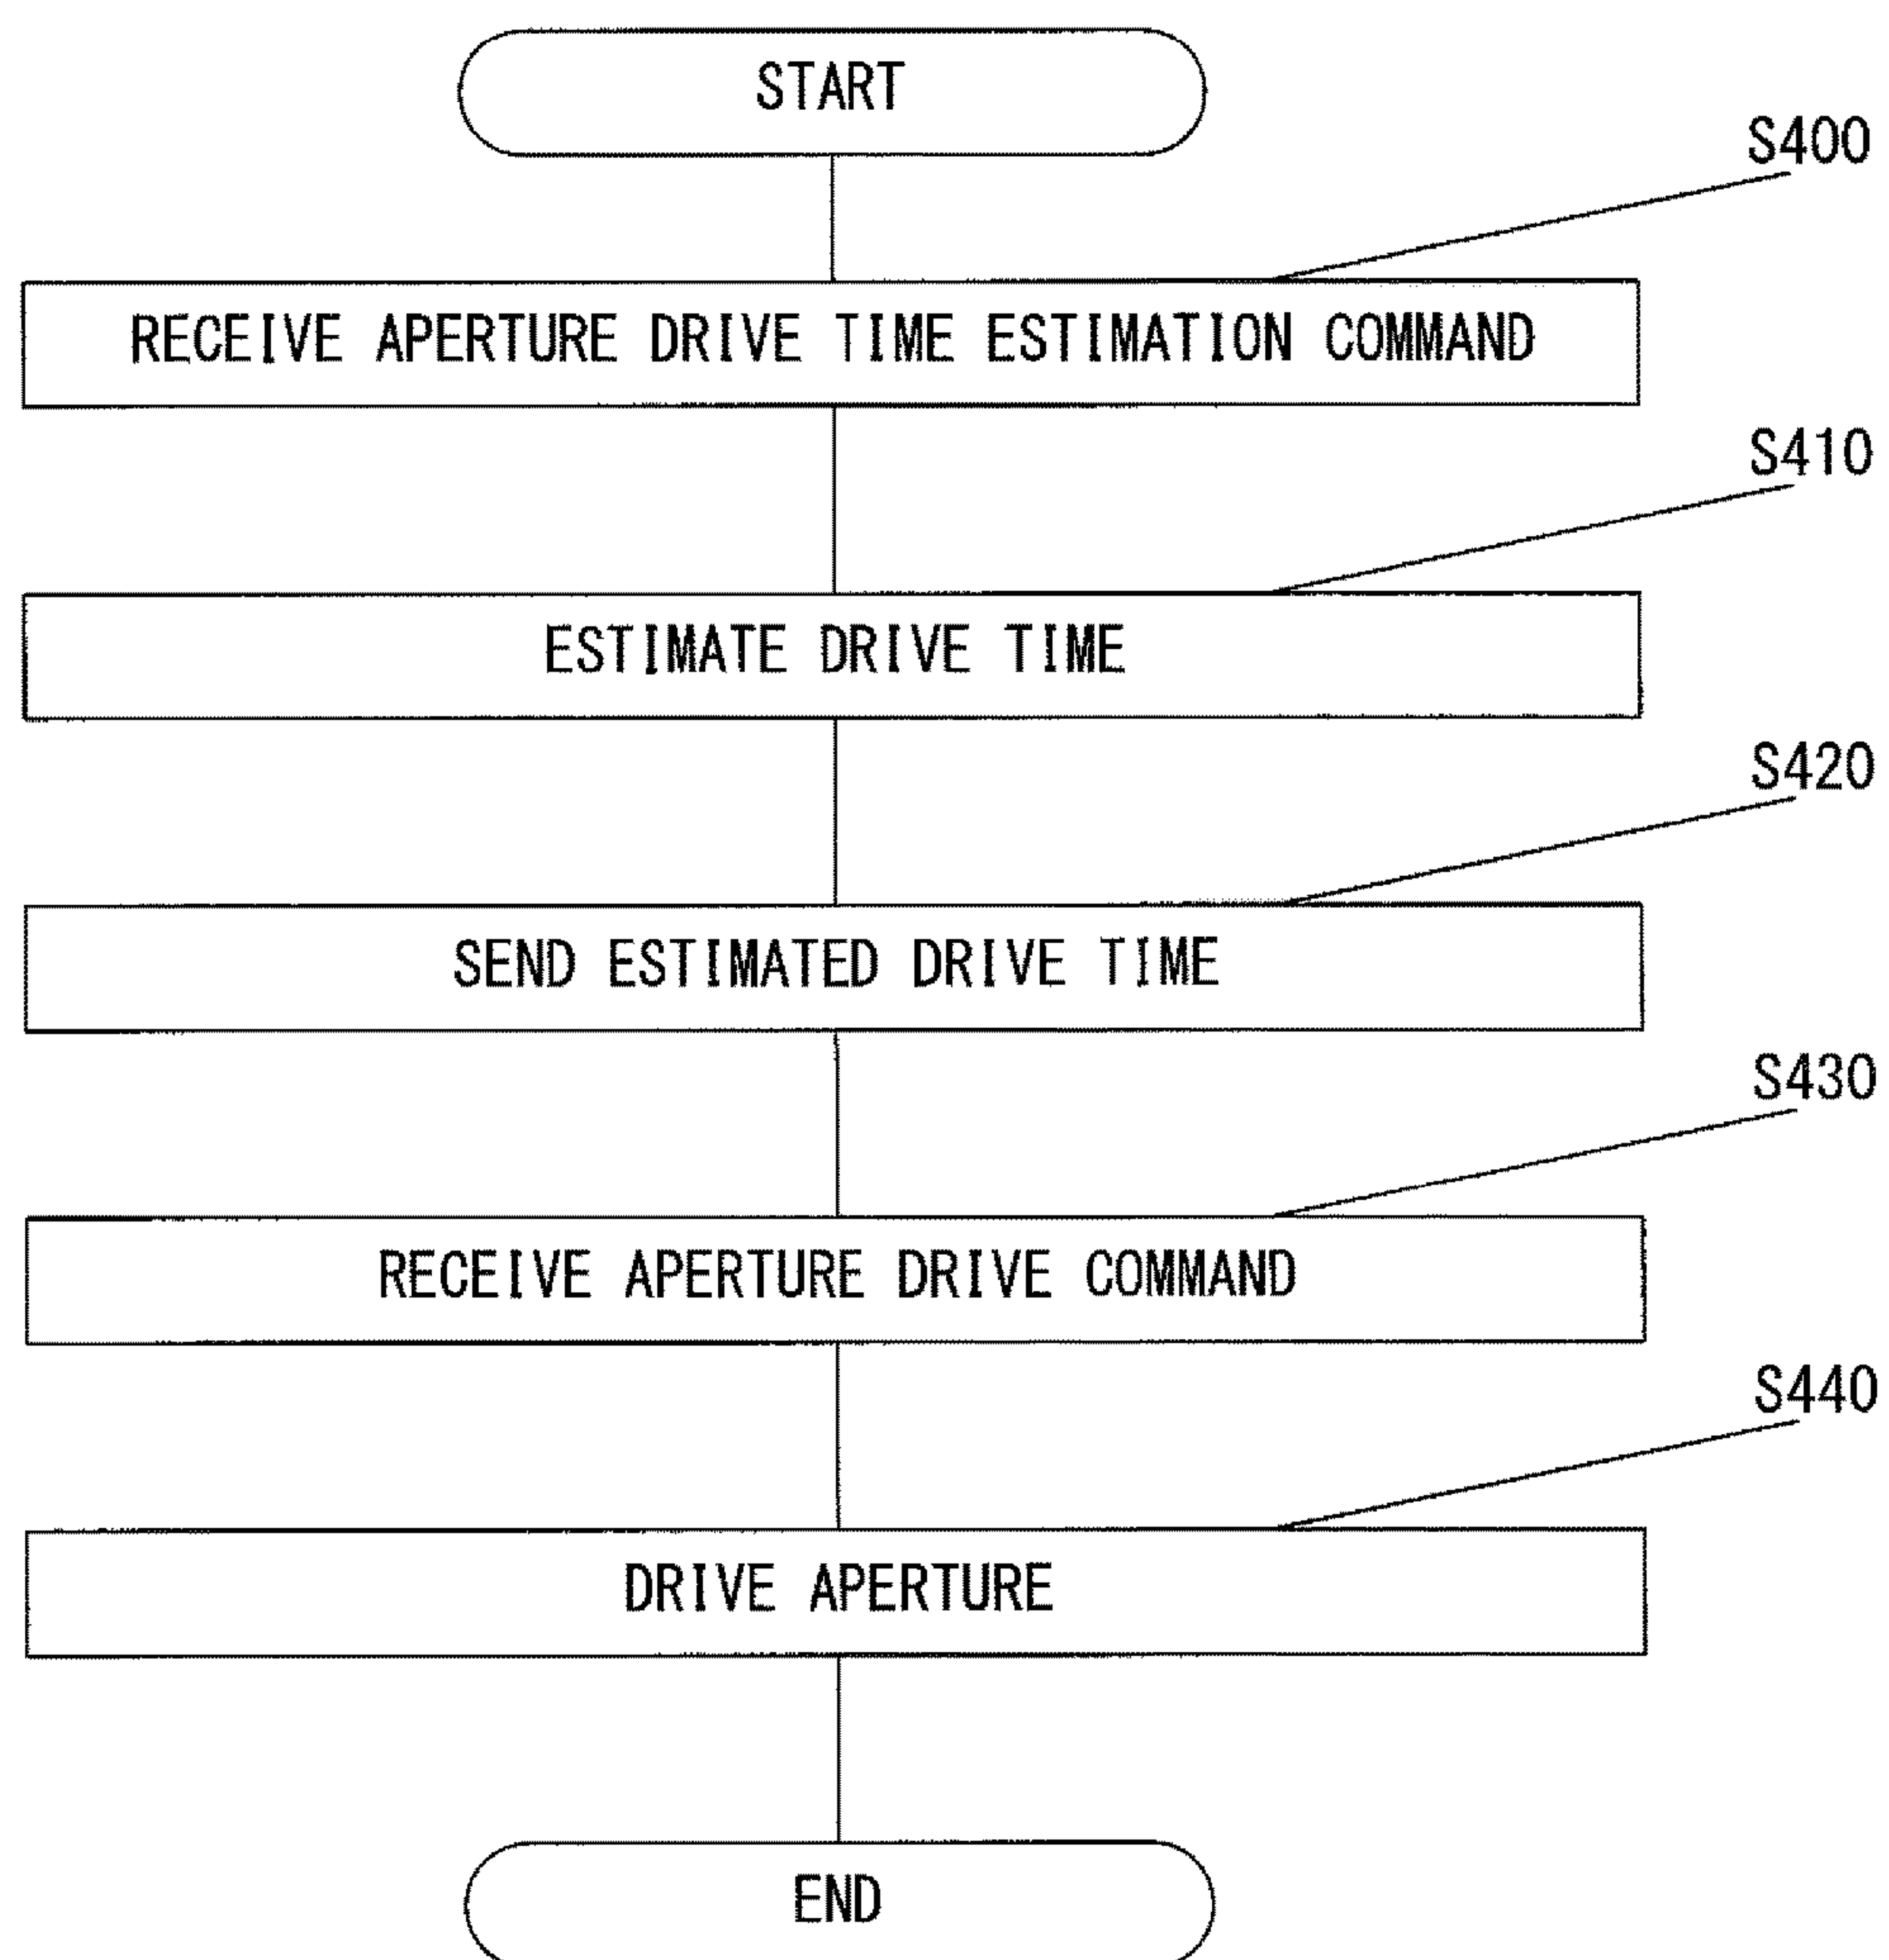 START
S400
RECEIVE APERTURE DRIVE TIME ESTIMATION COMMAND
S410
ESTIMATE DRIVE TIME
S420
SEND ESTIMATED DRIVE TIME
S430
RECEIVE APERTURE DRIVE COMMAND
S440
DRIVE APERTURE
END